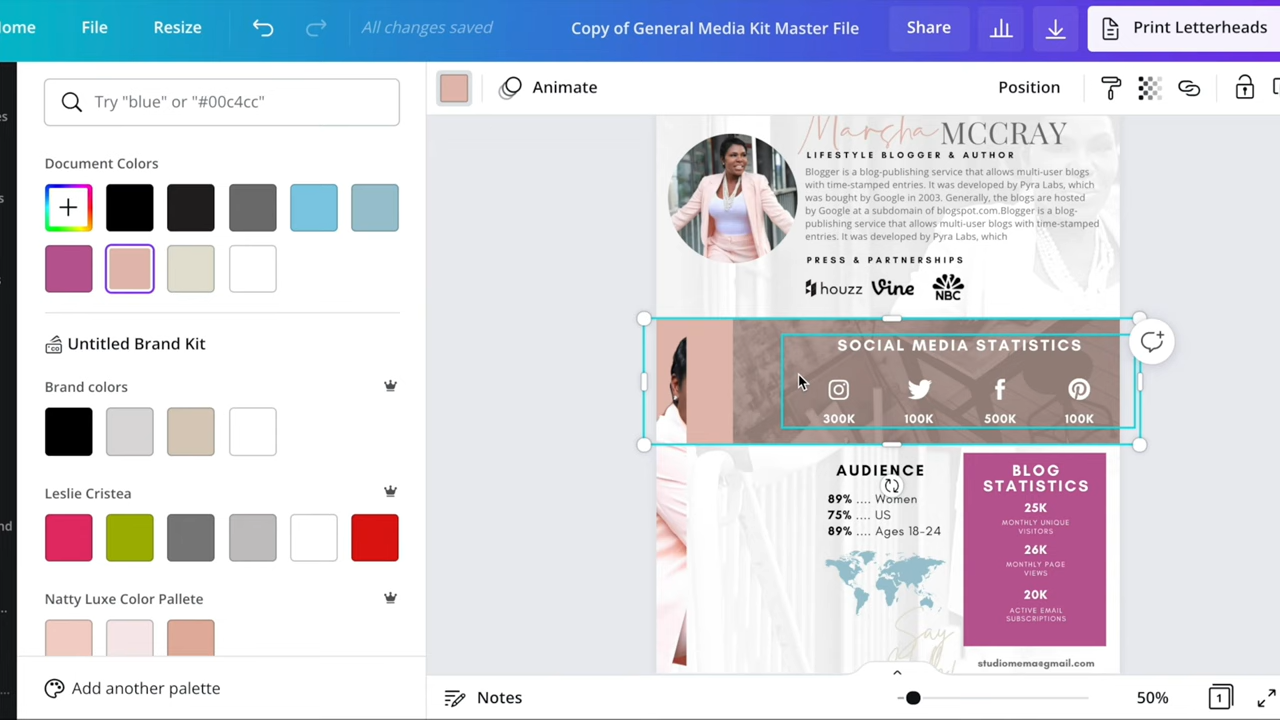 ome
File
Resize
All changes saved
Copy of General Media Kit Master File
Share
Print Letterheads
Try "blue" or "#00c4cc"
Animate
Position
Document Colors
Untitled Brand Kit
Brand colors
Leslie Cristea
Natty Luxe Color Pallete
Add another palette
Marsha MCCRAY
LIFESTYLE BLOGGER & AUTHOR
Blogger is a blog-publishing service that allows multi-user blogs
with time-stamped entries. It was developed by Pyra Labs, which
was bought by Google in 2003. Generally, the blogs are hosted
by Google at a subdomain of blogspot.com.Blogger is a blog-
publishing service that allows multi-user blogs with time-stamped
entries. It was developed by Pyra Labs, which
PRESS & PARTNERSHIPS
houzz Vine NBC
SOCIAL MEDIA STATISTICS
300K 100K 500K 100K
AUDIENCE
89% .... Women
75% .... US
89% .... Ages 18-24
BLOG
STATISTICS
25K
MONTHLY UNIQUE
VISITORS
26K
MONTHLY PAGE
VIEWS
20K
ACTIVE EMAIL
SUBSCRIPTIONS
Say
studiomema@gmail.com
Notes
50%
1